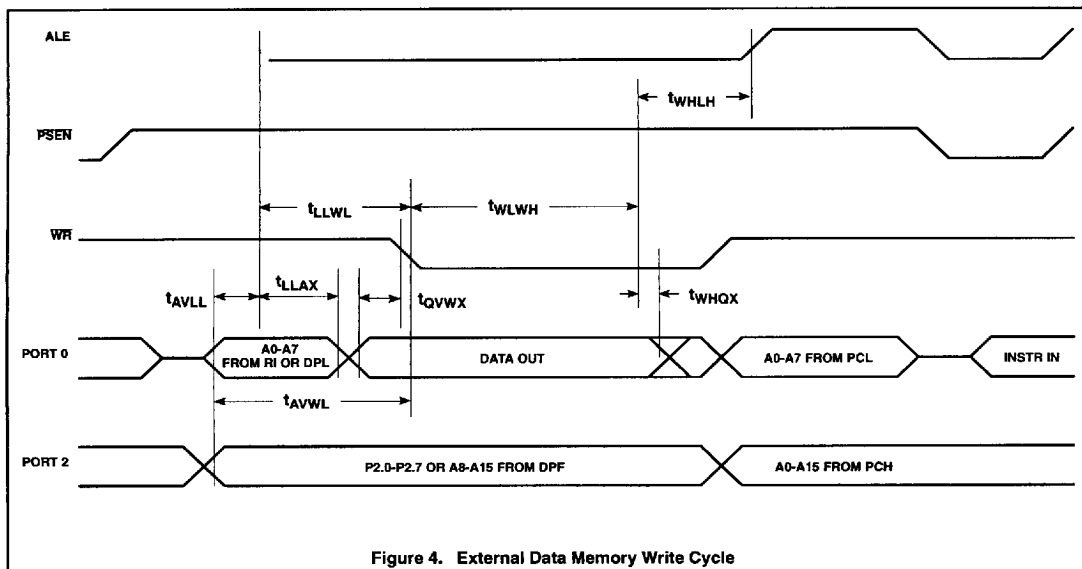 ALE
tWHLH
PSEN
tLLWL
tWLWH
WR
tAVLL
tLLAX
tQVWX
tWHQX
PORT 0
A0-A7
FROM RI OR DPL
DATA OUT
A0-A7 FROM PCL
INSTR IN
tAVWL
PORT 2
P2.0-P2.7 OR A8-A15 FROM DPF
A0-A15 FROM PCH
Figure 4. External Data Memory Write Cycle